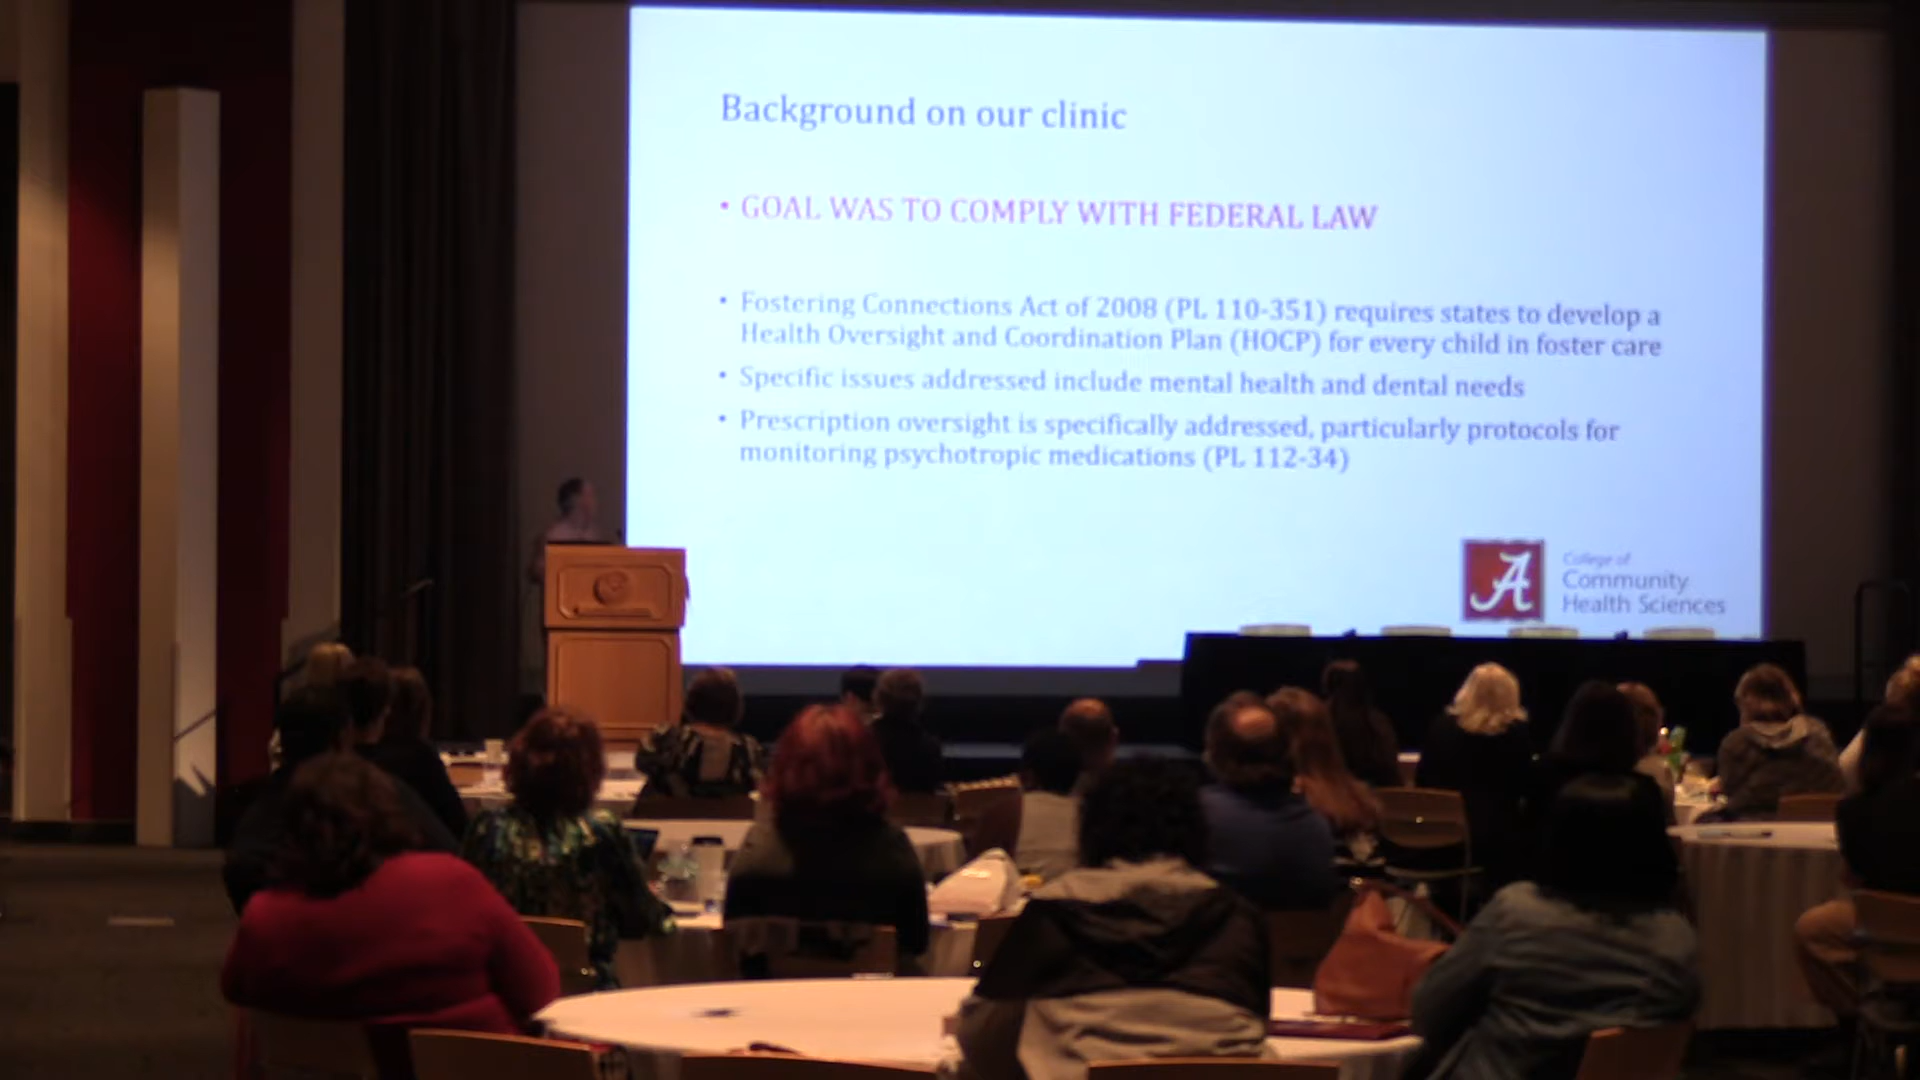 Background on our clinic
• GOAL WAS TO COMPLY WITH FEDERAL LAW
• Fostering Connections Act of 2008 (PL 110-351) requires states to develop a
Health Oversight and Coordination Plan (HOCP) for every child in foster care
• Specific issues addressed include mental health and dental needs
• Prescription oversight is specifically addressed, particularly protocols for
monitoring psychotropic medications (PL 112-34)
A
College of
Community
Health Sciences